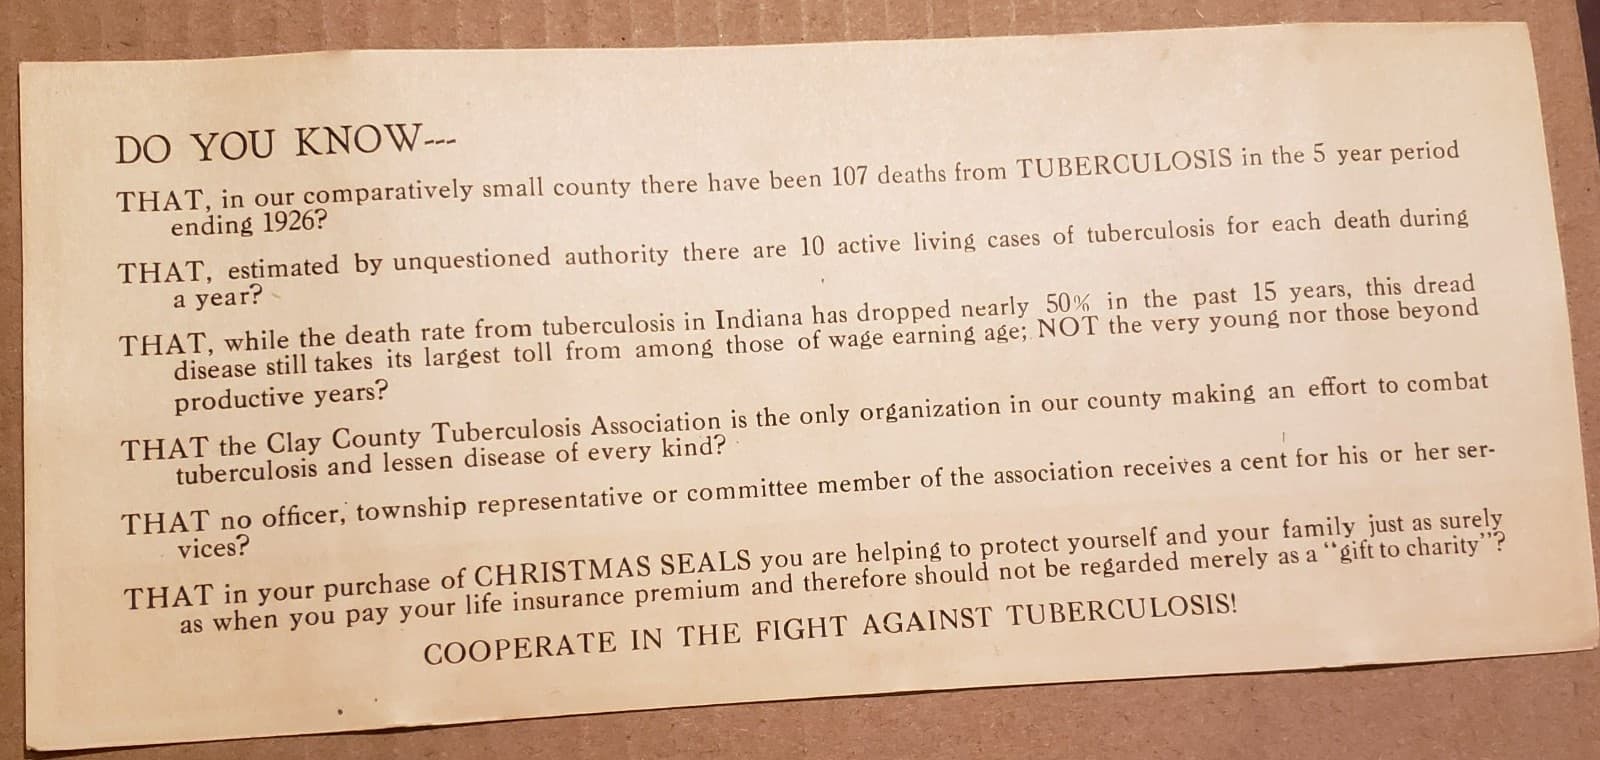 DO YOU KNOW---
THAT, in our comparatively small county there have been 107 deaths from TUBERCULOSIS in the 5 year period
ending 1926?
THAT, estimated by unquestioned authority there are 10 active living cases of tuberculosis for each death during
a year?
THAT, while the death rate from tuberculosis in Indiana has dropped nearly 50% in the past 15 years, this dread
disease still takes its largest toll from among those of wage earning age; NOT the very young nor those beyond
productive years?
THAT the Clay County Tuberculosis Association is the only organization in our county making an effort to combat
tuberculosis and lessen disease of every kind?
THAT no officer, township representative or committee member of the association receives a cent for his or her ser-
vices?
THAT in your purchase of CHRISTMAS SEALS you are helping to protect yourself and your family just as surely
as when you pay your life insurance premium and therefore should not be regarded merely as a "gift to charity"?
COOPERATE IN THE FIGHT AGAINST TUBERCULOSIS!